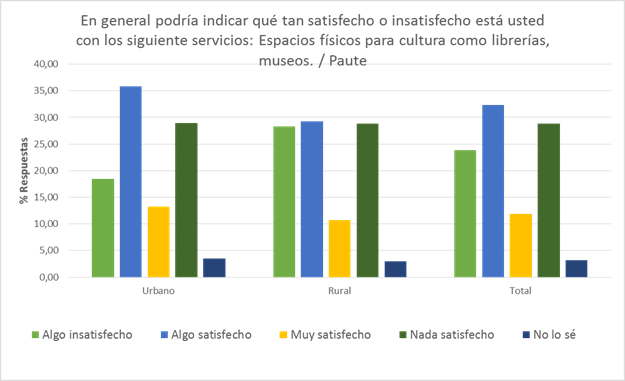 En general podría indicar qué tan satisfecho o insatisfecho está usted
con los siguiente servicios: Espacios físicos para cultura como librerías,
museos. / Paute
40,00
35,00
30,00
25,00
20,00
15,00
10,00
5,00
0,00
% Respuestas
Urbano Rural Total
Algo insatisfecho Algo satisfecho Muy satisfecho Nada satisfecho No lo sé